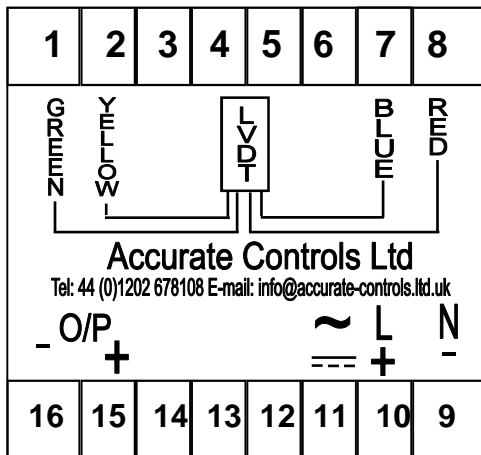 1 2 3 4 5 6 7 8
GREEN YELLOW LVDT BLUE RED
Accurate Controls Ltd
Tel: 44 (0)1202 678108 E-mail: info@accurate-controls.ltd.uk
- O/P + ~ L N
+ -
16 15 14 13 12 11 10 9